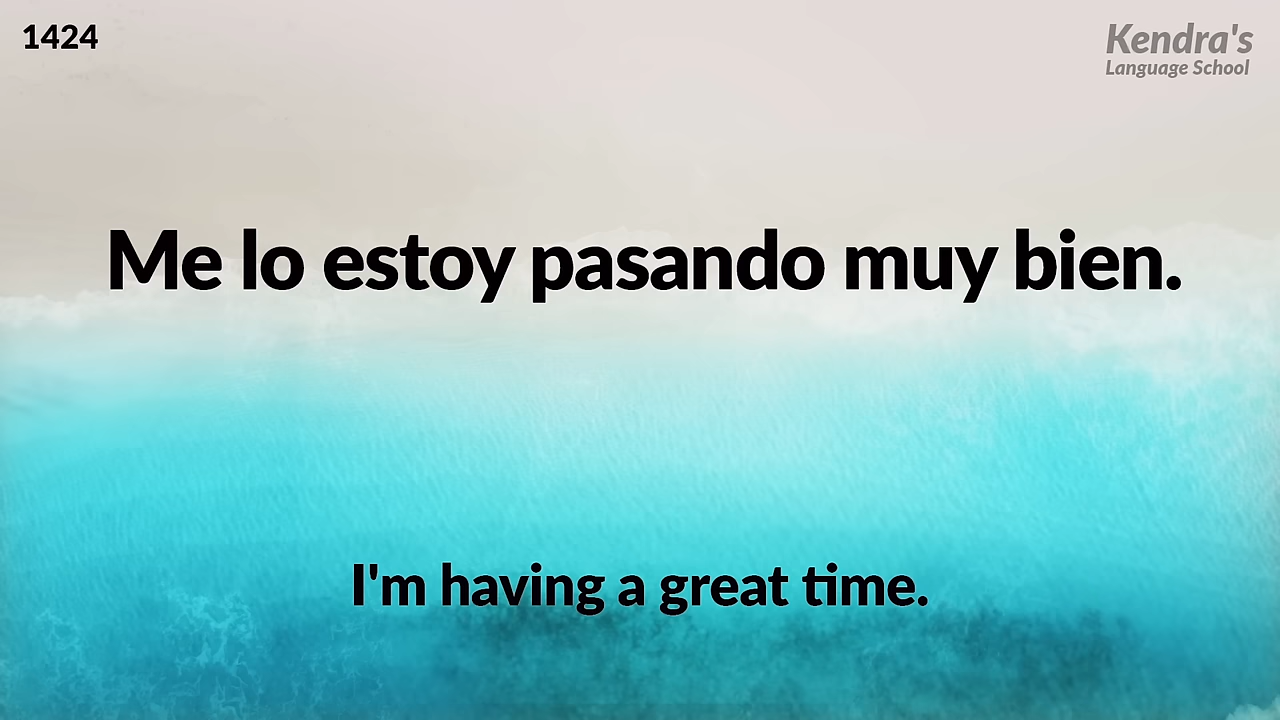 1424
Kendra's
Language School
Me lo estoy pasando muy bien.
I'm having a great time.